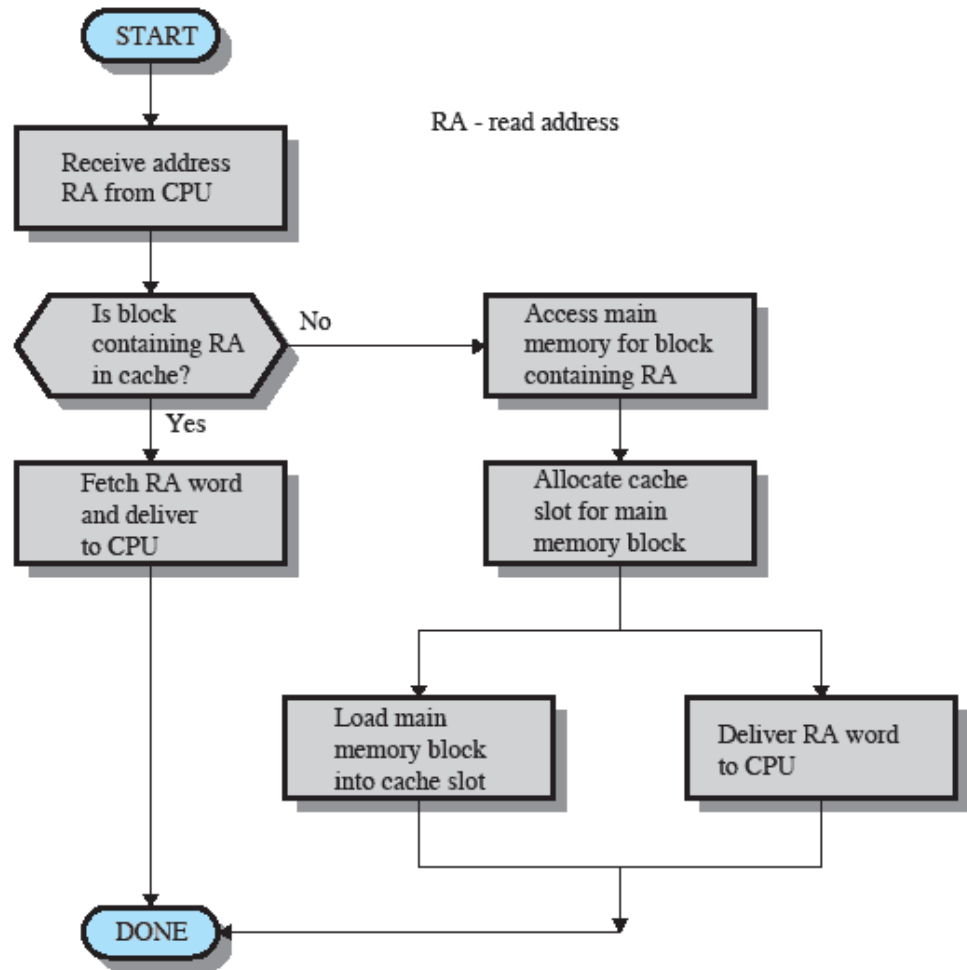 START
RA - read address
Receive address
RA from CPU
Is block
containing RA
in cache?
No
Access main
memory for block
containing RA
Yes
Fetch RA word
and deliver
to CPU
Allocate cache
slot for main
memory block
Load main
memory block
into cache slot
Deliver RA word
to CPU
DONE